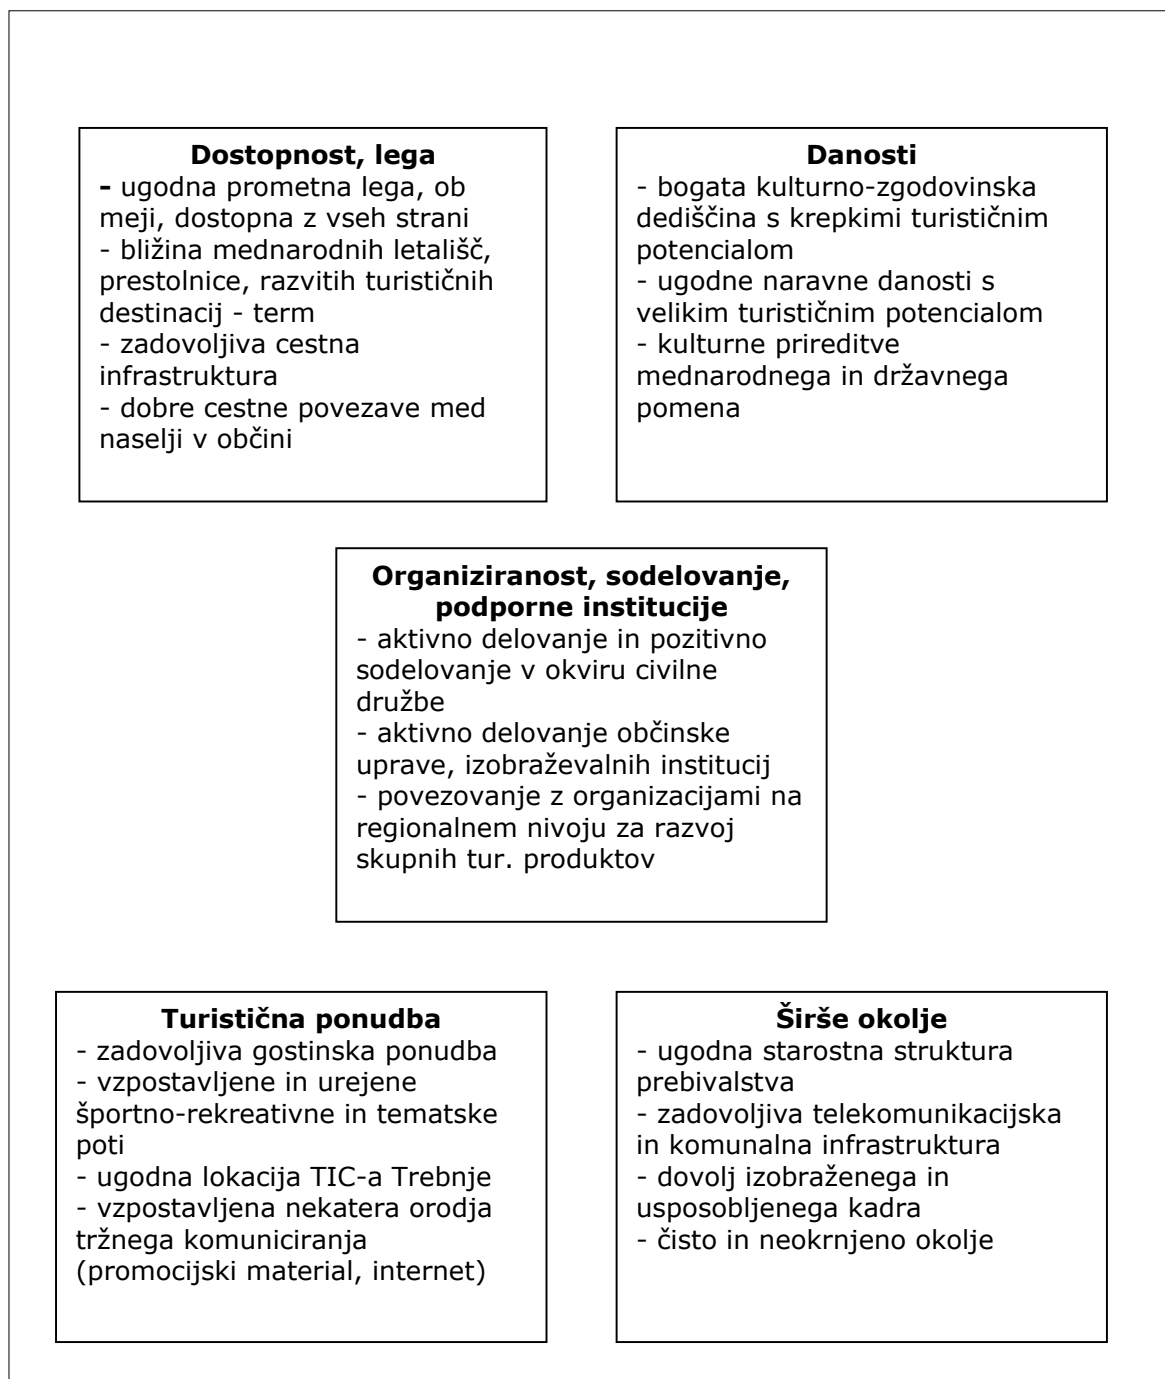 Dostopnost, lega
- ugodna prometna lega, ob
meji, dostopna z vseh strani
- bližina mednarodnih letališč,
prestolnice, razvitih turističnih
destinacij - term
- zadovoljiva cestna
infrastruktura
- dobre cestne povezave med
naselji v občini
Danosti
- bogata kulturno-zgodovinska
dediščina s krepkimi turističnim
potencialom
- ugodne naravne danosti s
velikim turističnim potencialom
- kulturne prireditve
mednarodnega in državnega
pomena
Organiziranost, sodelovanje,
podporne institucije
- aktivno delovanje in pozitivno
sodelovanje v okviru civilne
družbe
- aktivno delovanje občinske
uprave, izobraževalnih institucij
- povezovanje z organizacijami na
regionalnem nivoju za razvoj
skupnih tur. produktov
Turistična ponudba
- zadovoljiva gostinska ponudba
- vzpostavljene in urejene
športno-rekreativne in tematske
poti
- ugodna lokacija TIC-a Trebnje
- vzpostavljena nekatera orodja
tržnega komuniciranja
(promocijski material, internet)
Širše okolje
- ugodna starostna struktura
prebivalstva
- zadovoljiva telekomunikacijska
in komunalna infrastruktura
- dovolj izobraženega in
usposobljenega kadra
- čisto in neokrnjeno okolje